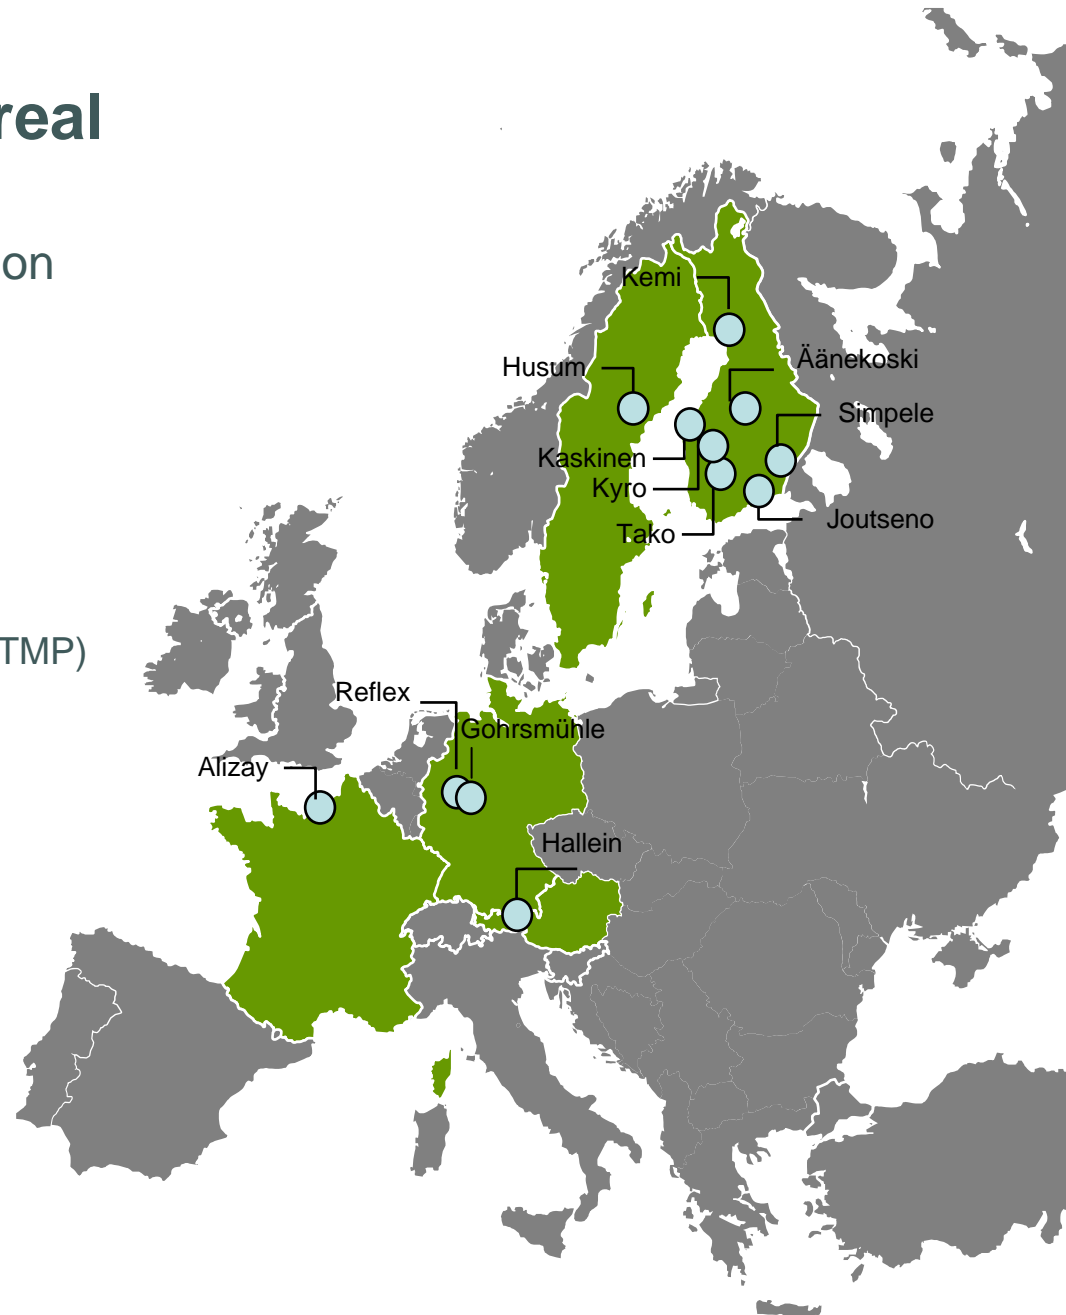 real
on
Kemi
Äänekoski
Husum
Simpele
Kaskinen
Kyro
Joutseno
Tako
TMP)
Reflex
Gohrsmühle
Alizay
Hallein